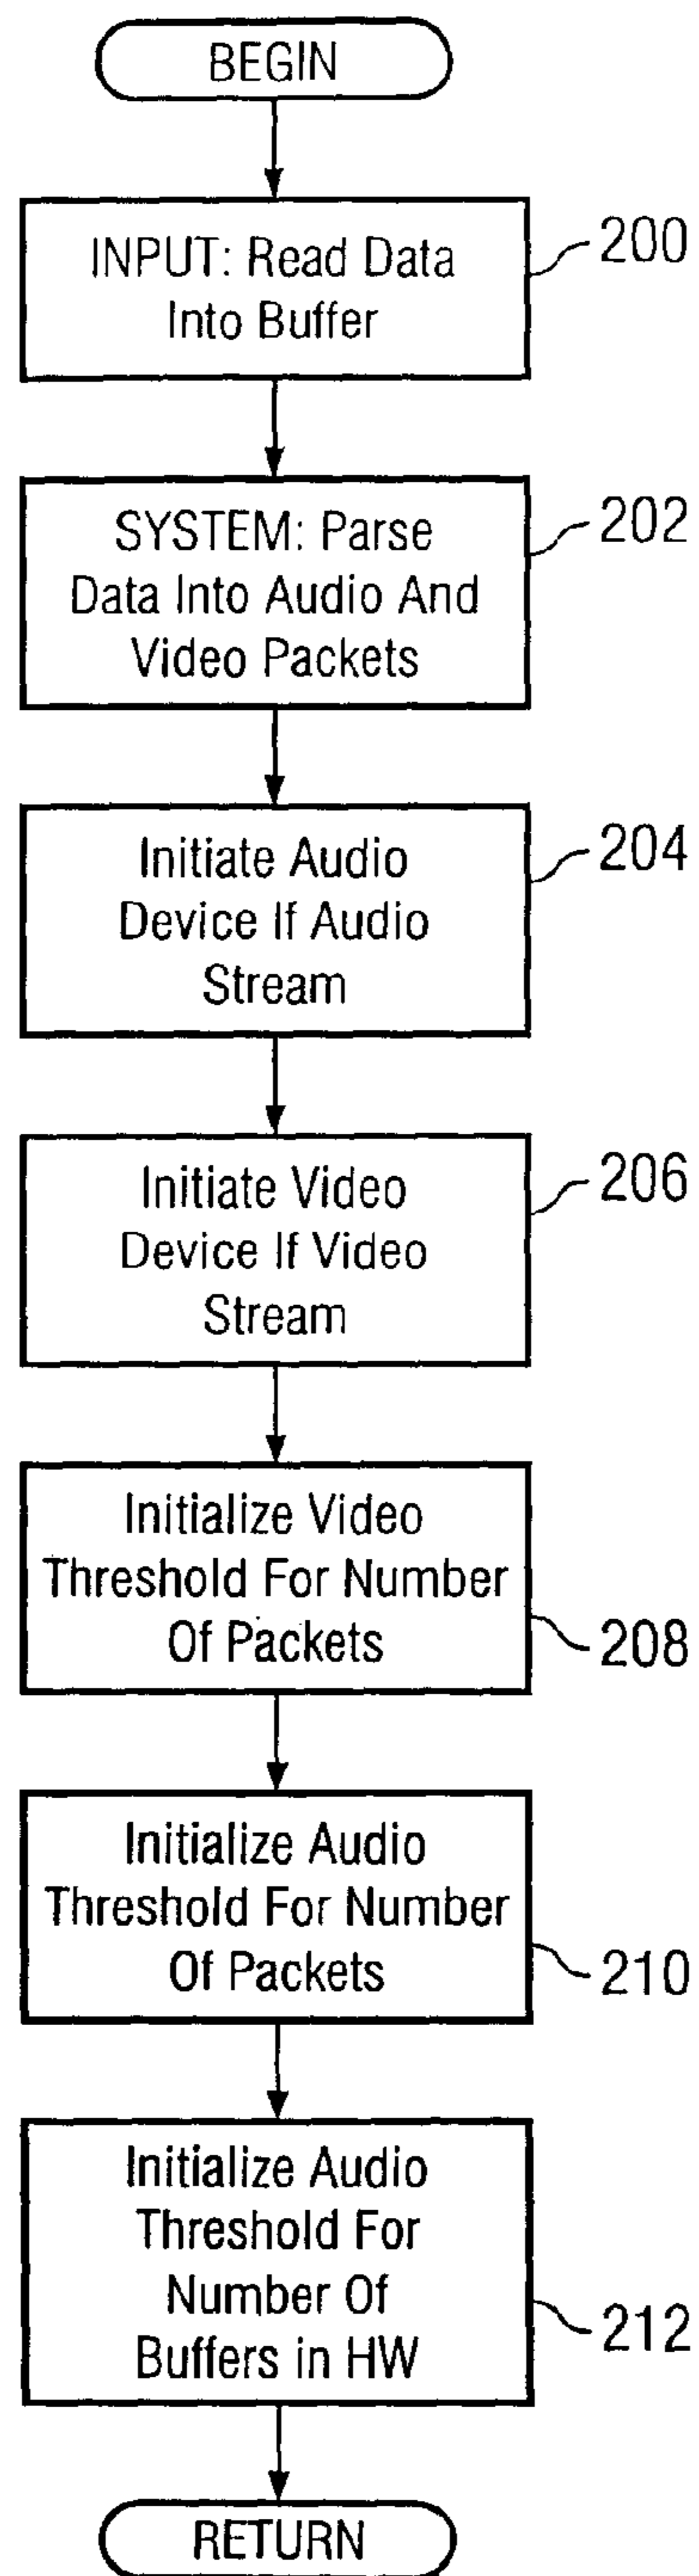 BEGIN
INPUT: Read Data
Into Buffer
200
SYSTEM: Parse
Data Into Audio And
Video Packets
202
Initiate Audio
Device If Audio
Stream
204
Initiate Video
Device If Video
Stream
206
Initialize Video
Threshold For Number
Of Packets
208
Initialize Audio
Threshold For Number
Of Packets
210
Initialize Audio
Threshold For
Number Of
Buffers in HW
212
RETURN